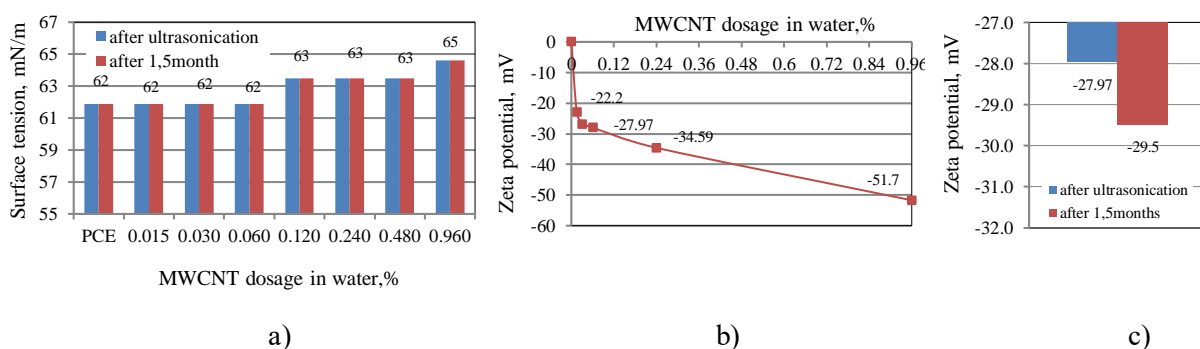 67
65
63
61
59
57
55
Surface tension, mN/m
after ultrasonication
after 1,5month
62
62
62
62
63
63
63
65
PCE 0.015 0.030 0.060 0.120 0.240 0.480 0.960
MWCNT dosage in water,%
a)
MWCNT dosage in water,%
0
-10
-20
-30
-40
-50
-60
Zeta potential, mV
0 0.12 0.24 0.36 0.48 0.6 0.72 0.84 0.96
-22.2
-27.97
-34.59
-51.7
b)
-27.0
-28.0
-29.0
-30.0
-31.0
-32.0
Zeta potential, mV
-27.97
-29.5
after ultrasonication
after 1,5months
c)